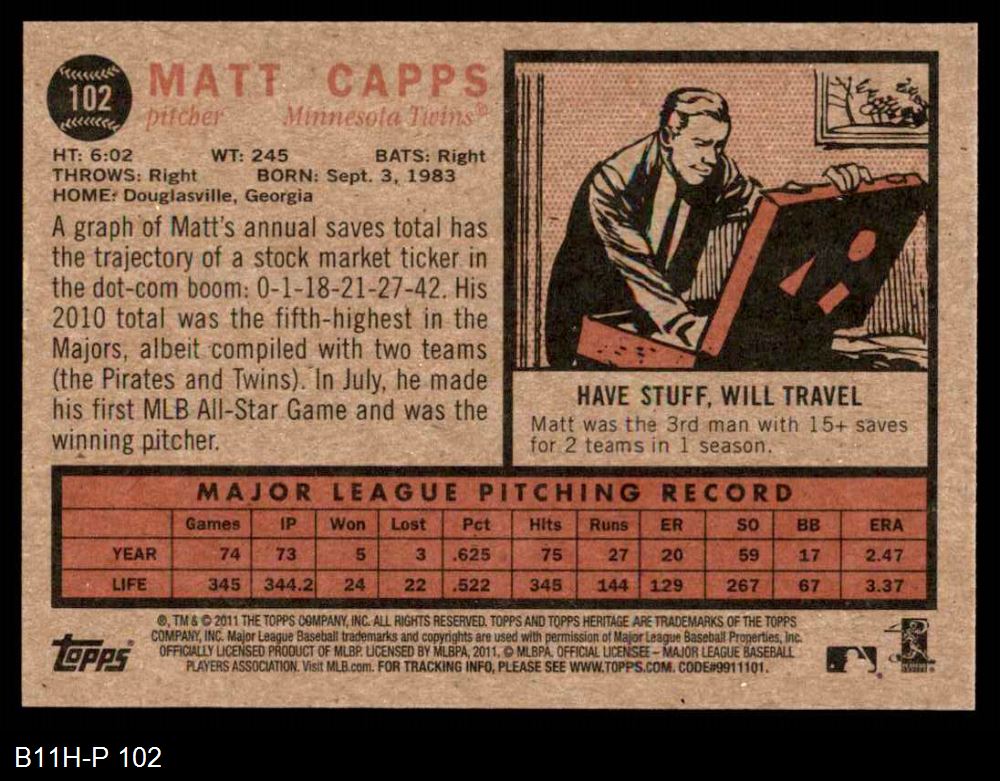 102
MATT CAPPS
pitcher Minnesota Twins®
HT: 6:02 WT: 245 BATS: Right
THROWS: Right BORN: Sept. 3, 1983
HOME: Douglasville, Georgia
A graph of Matt's annual saves total has
the trajectory of a stock market ticker in
the dot-com boom: 0-1-18-21-27-42. His
2010 total was the fifth-highest in the
Majors, albeit compiled with two teams
(the Pirates and Twins). In July, he made
his first MLB All-Star Game and was the
winning pitcher.
HAVE STUFF, WILL TRAVEL
Matt was the 3rd man with 15+ saves
for 2 teams in 1 season.
MAJOR LEAGUE PITCHING RECORD
Games IP Won Lost Pct Hits Runs ER SO BB ERA
YEAR 74 73 5 3 .625 75 27 20 59 17 2.47
LIFE 345 344.2 24 22 .522 345 144 129 267 67 3.37
®, TM & © 2011 THE TOPPS COMPANY, INC. ALL RIGHTS RESERVED. TOPPS AND TOPPS HERITAGE ARE TRADEMARKS OF THE TOPPS
COMPANY, INC. Major League Baseball trademarks and copyrights are used with permission of Major League Baseball Properties, Inc.
OFFICIALLY LICENSED PRODUCT OF MLBP. LICENSED BY MLBPA, 2011, © MLBPA, OFFICIAL LICENSEE – MAJOR LEAGUE BASEBALL
PLAYERS ASSOCIATION. Visit MLB.com. FOR TRACKING INFO, PLEASE SEE WWW.TOPPS.COM. CODE#9911101.
Topps
B11H-P 102